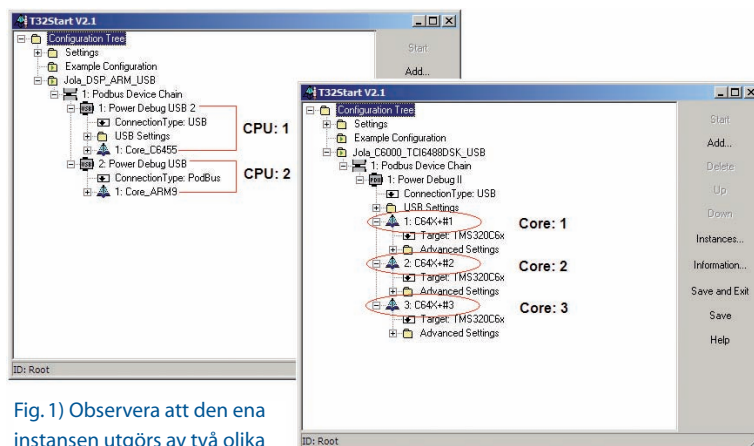 T32Start V2.1
Configuration Tree
Settings
Example Configuration
Jola_DSP_ARM_USB
1: Podbus Device Chain
1: Power Debug USB 2
ConnectionType: USB
USB Settings
1: Core_C6455
2: Power Debug USB
ConnectionType: PodBus
1: Core_ARM9
CPU: 1
CPU: 2
Start
Add...
ID: Root
T32Start V2.1
Configuration Tree
Settings
Example Configuration
Jola_C6000_TCI6488DSK_USB
1: Podbus Device Chain
1: Power Debug II
ConnectionType: USB
USB Settings
1: C64X+#1
Target: TMS320C6x
Advanced Settings
2: C64X+#2
Target: TMS320C6x
Advanced Settings
3: C64X+#3
Target: TMS320C6x
Advanced Settings
Core: 1
Core: 2
Core: 3
Start
Add...
Delete
Up
Down
Instances...
Information...
Save and Exit
Save
Help
ID: Root
Fig. 1) Observera att den ena
instansen utgörs av två olika